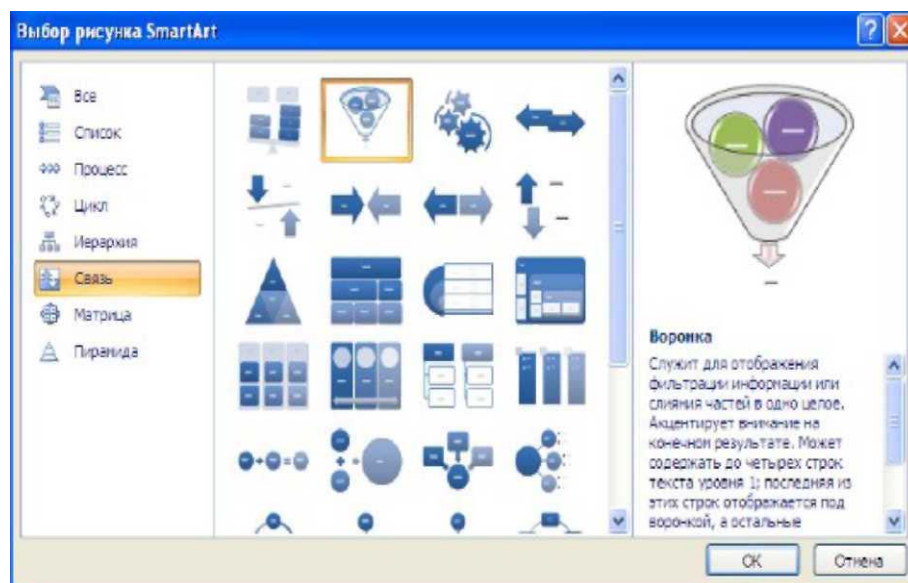 Выбор рисунка SmartArt
Все
Список
Процесс
Цикл
Иерархия
Связь
Матрица
Пирамида
Воронка
Служит для отображения
фильтрации информации или
слияния частей в одно целое.
Акцентирует внимание на
конечном результате. Может
содержать до четырех строк
текста уровня 1; последняя из
этих строк отображается под
воронкой, а остальные
ОК
Отмена